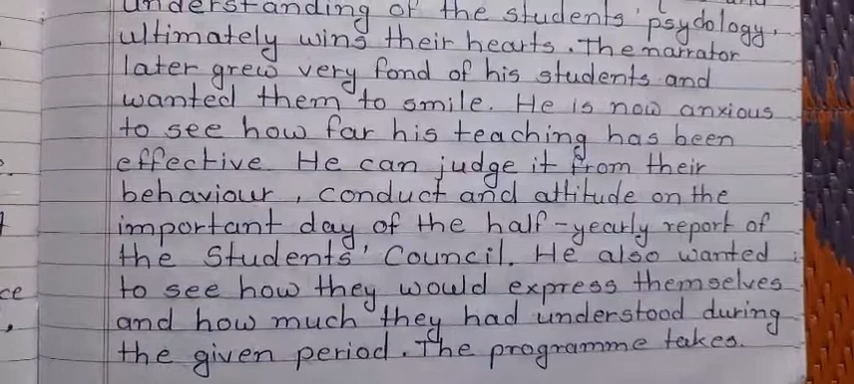 understanding of the students' psycology.
ultimately wins their hearts. The narrator
later grew very fond of his students and
wanted them to smile. He is now anxious
to see how far his teaching has been
effective. He can judge it from their
behaviour, conduct and attitude on the
important day of the half-yearly report of
the Students' Council. He also wanted
to see how they would express themselves
and how much they had understood during
the given period. The programme takes.
ce